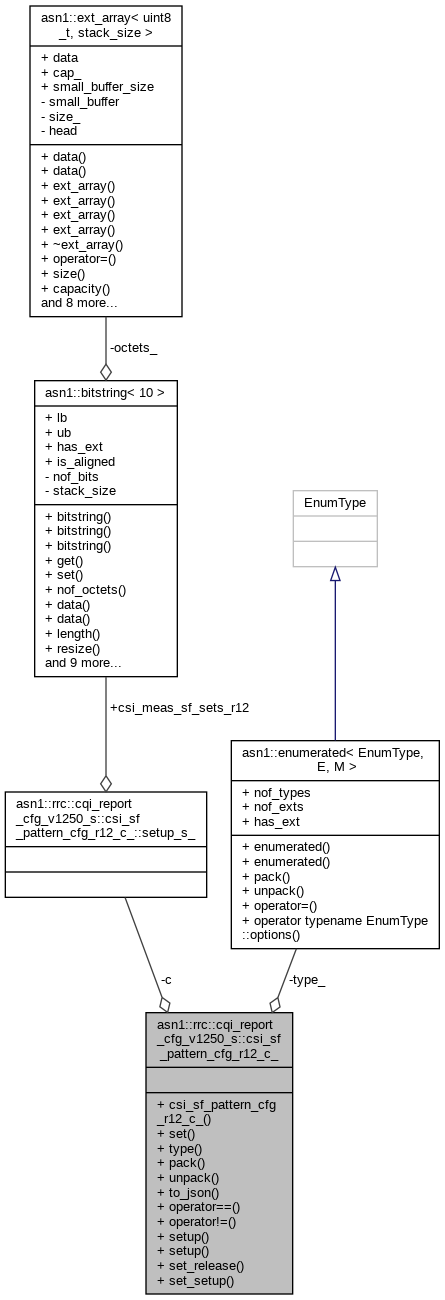 asn1::ext_array< uint8
_t, stack_size >
+ data
+ cap_
+ small_buffer_size
- small_buffer
- size_
- head
+ data()
+ data()
+ ext_array()
+ ext_array()
+ ext_array()
+ ext_array()
+ ~ext_array()
+ operator=()
+ size()
+ capacity()
and 8 more...
-octets_
asn1::bitstring< 10 >
+ lb
+ ub
+ has_ext
+ is_aligned
- nof_bits
- stack_size
+ bitstring()
+ bitstring()
+ bitstring()
+ get()
+ set()
+ nof_octets()
+ data()
+ data()
+ length()
+ resize()
and 9 more...
EnumType
+csi_meas_sf_sets_r12
asn1::rrc::cqi_report
_cfg_v1250_s::csi_sf
_pattern_cfg_r12_c_::setup_s_
asn1::enumerated< EnumType,
E, M >
+ nof_types
+ nof_exts
+ has_ext
+ enumerated()
+ enumerated()
+ pack()
+ unpack()
+ operator=()
+ operator typename EnumType
::options()
-c
-type_
asn1::rrc::cqi_report
_cfg_v1250_s::csi_sf
_pattern_cfg_r12_c_
+ csi_sf_pattern_cfg
_r12_c_()
+ set()
+ type()
+ pack()
+ unpack()
+ to_json()
+ operator==()
+ operator!=()
+ setup()
+ setup()
+ set_release()
+ set_setup()